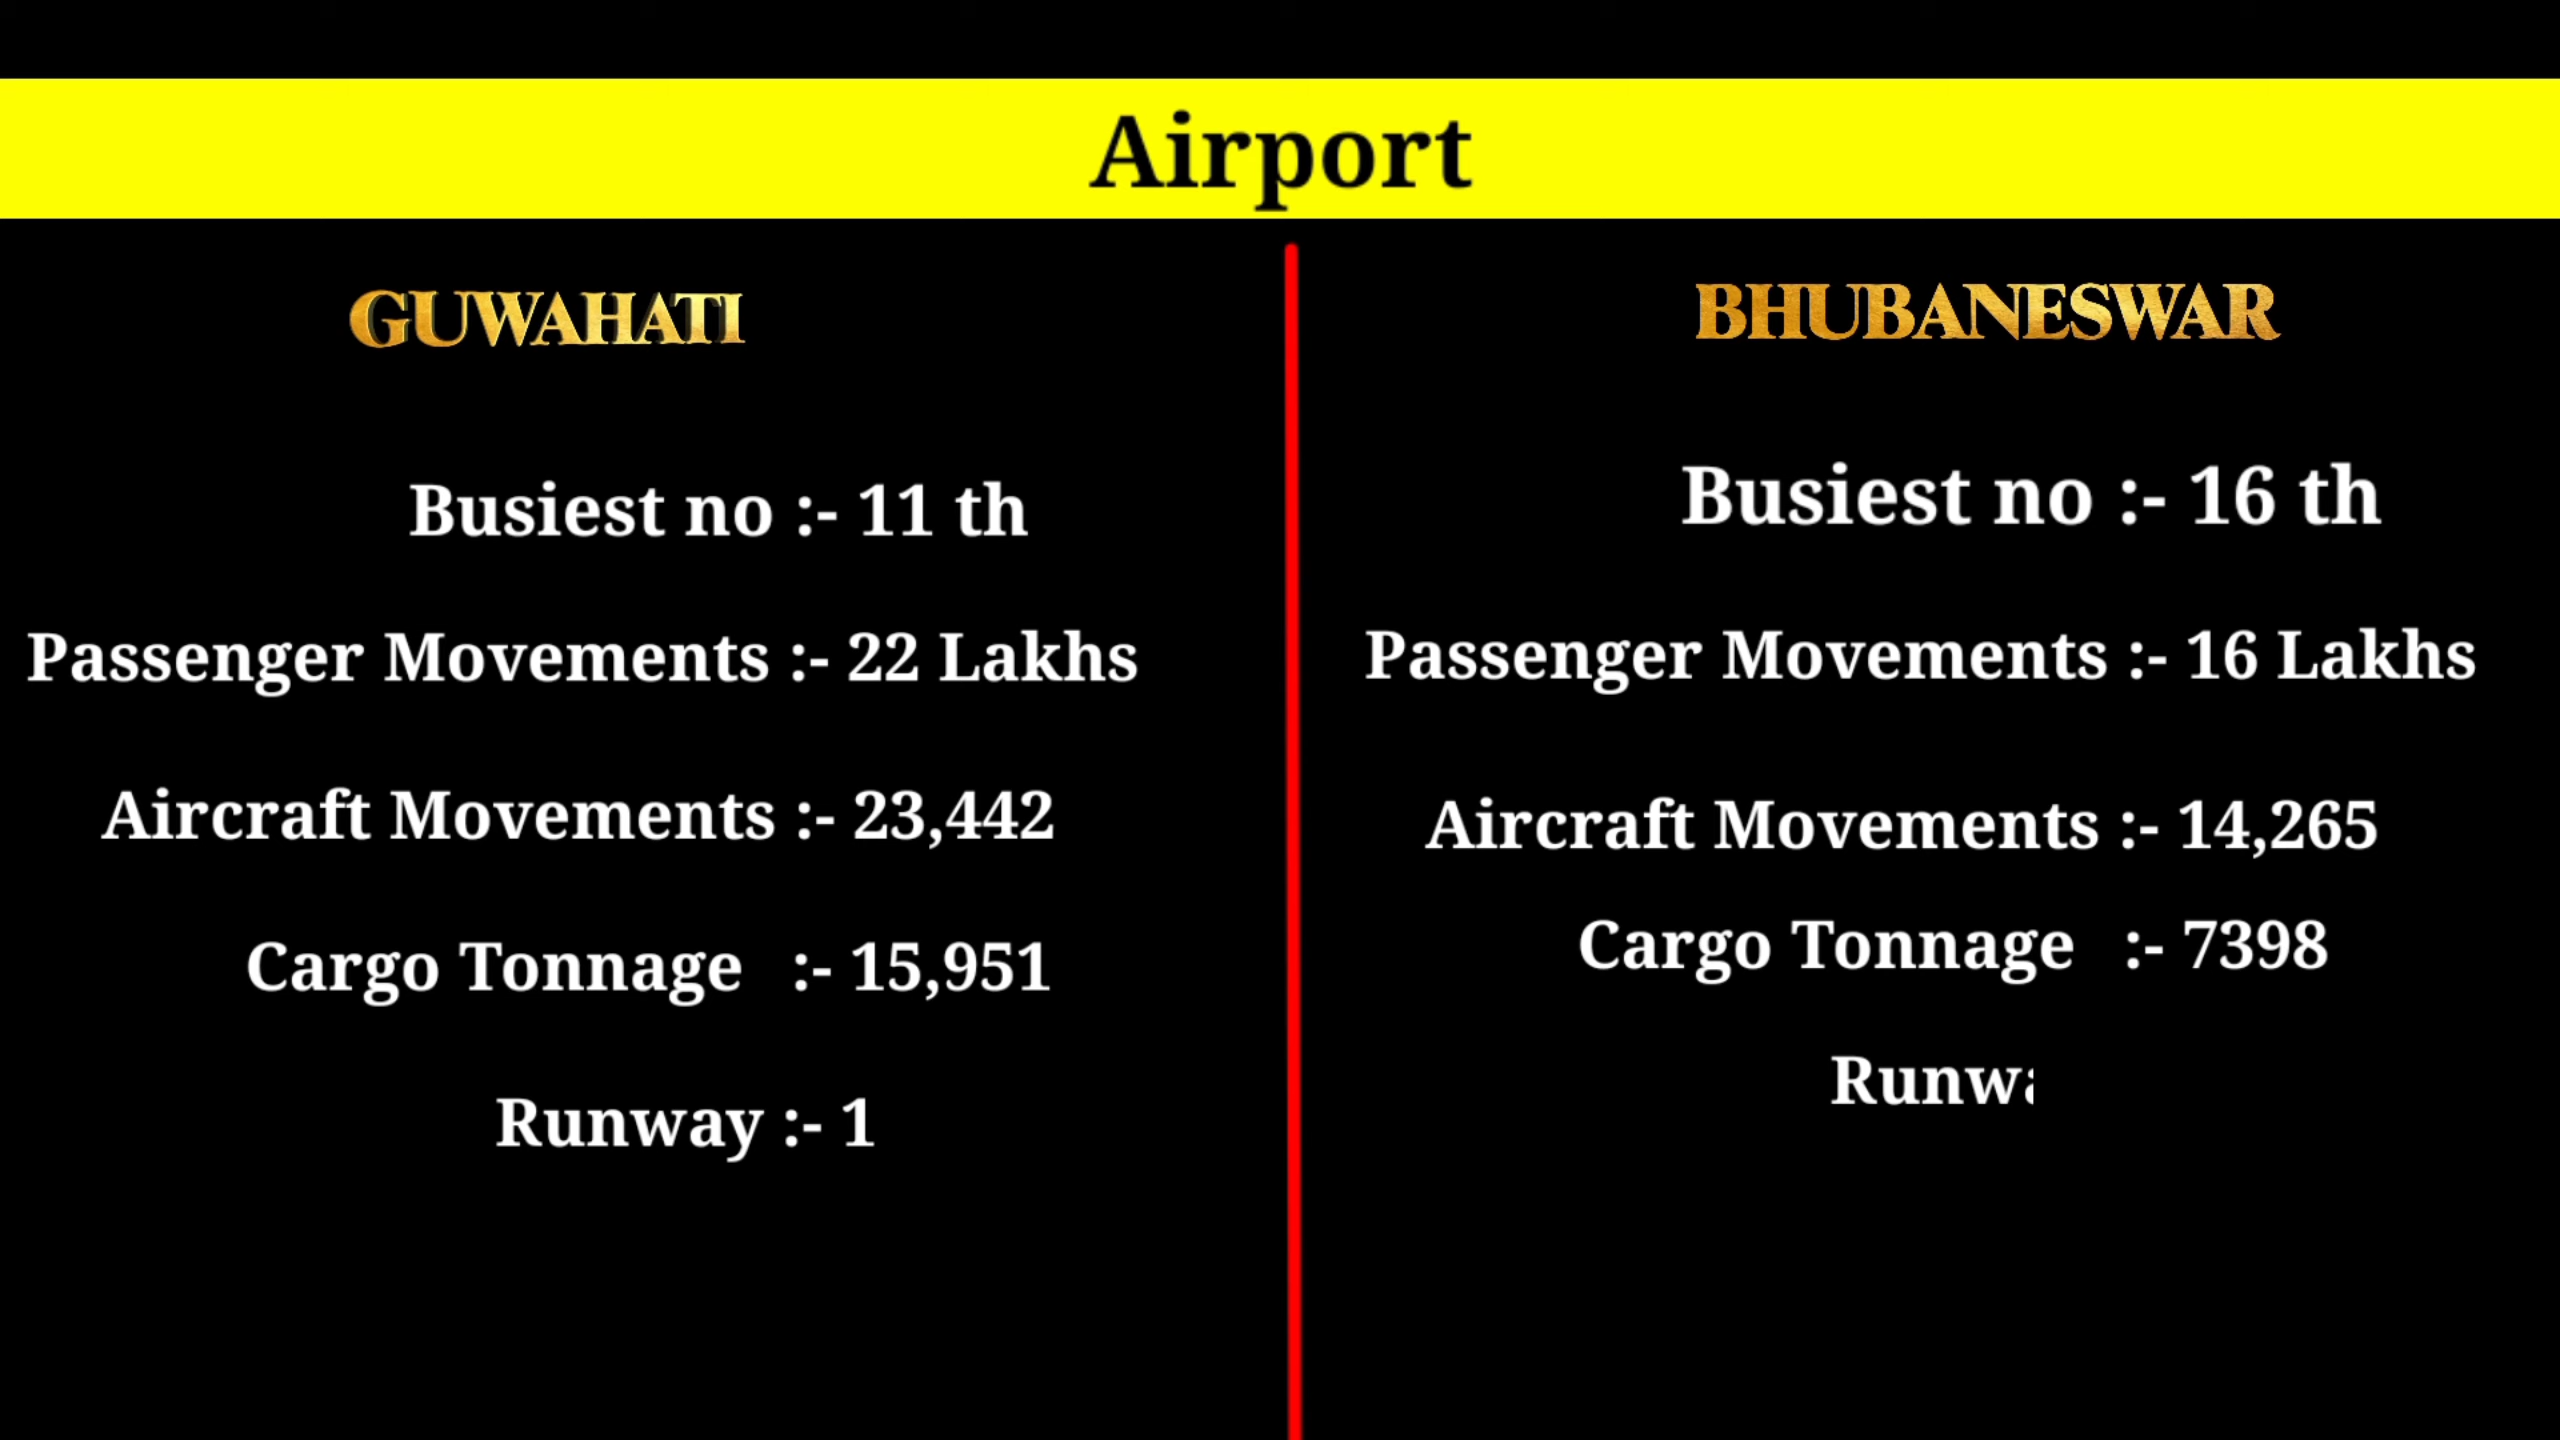 Airport
GUWAHATI
Busiest no :- 11 th
Passenger Movements :- 22 Lakhs
Aircraft Movements :- 23,442
Cargo Tonnage :- 15,951
Runway :- 1
BHUBANESWAR
Busiest no :- 16 th
Passenger Movements :- 16 Lakhs
Aircraft Movements :- 14,265
Cargo Tonnage :- 7398